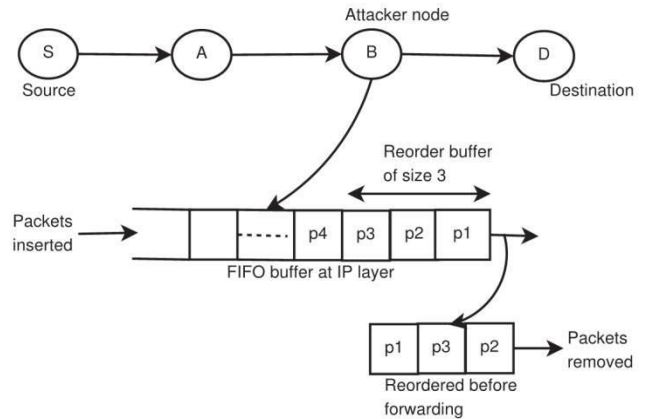 Attacker node
S
A
B
D
Source
Destination
Reorder buffer
of size 3
Packets
inserted
p4
p3
p2
p1
FIFO buffer at IP layer
p1
p3
p2
Packets
removed
Reordered before
forwarding